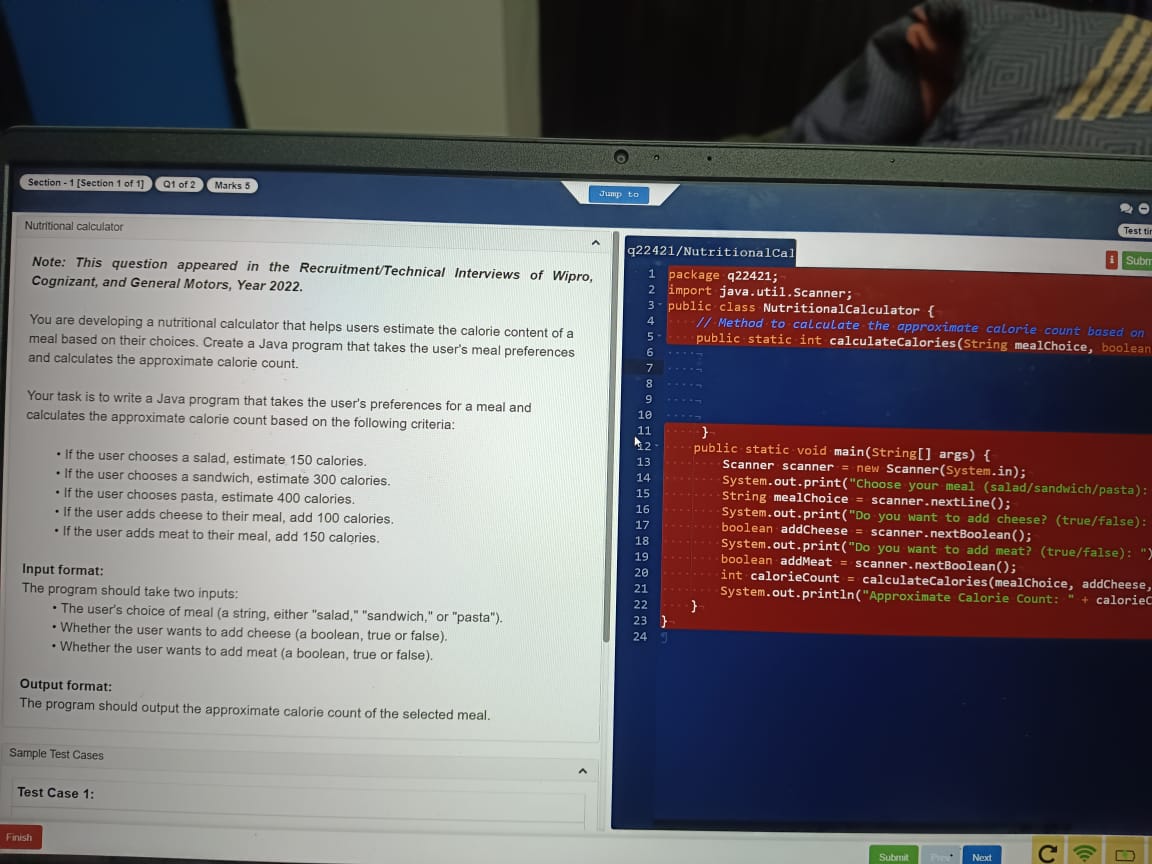 Section - 1 [Section 1 of 1] Q1 of 2 Marks 5
Jump to
Test
Nutritional calculator
Note: This question appeared in the Recruitment/Technical Interviews of Wipro,
Cognizant, and General Motors, Year 2022.
You are developing a nutritional calculator that helps users estimate the calorie content of a
meal based on their choices. Create a Java program that takes the user's meal preferences
and calculates the approximate calorie count.
Your task is to write a Java program that takes the user's preferences for a meal and
calculates the approximate calorie count based on the following criteria:
• If the user chooses a salad, estimate 150 calories.
• If the user chooses a sandwich, estimate 300 calories.
• If the user chooses pasta, estimate 400 calories.
• If the user adds cheese to their meal, add 100 calories.
• If the user adds meat to their meal, add 150 calories.
Input format:
The program should take two inputs:
• The user's choice of meal (a string, either "salad," "sandwich," or "pasta").
• Whether the user wants to add cheese (a boolean, true or false).
• Whether the user wants to add meat (a boolean, true or false).
Output format:
The program should output the approximate calorie count of the selected meal.
Sample Test Cases
Test Case 1:
Finish
q22421/NutritionalCal
i Subm
1 package q22421;
2 import java.util.Scanner;
3 public class NutritionalCalculator {
4 // Method to calculate the approximate calorie count based on
5 public static int calculateCalories(String mealChoice, boolean
6
7
8
9
10
11 }
12 public static void main(String[] args) {
13 Scanner scanner = new Scanner(System.in);
14 System.out.print("Choose your meal (salad/sandwich/pasta):
15 String mealChoice = scanner.nextLine();
16 System.out.print("Do you want to add cheese? (true/false):
17 boolean addCheese = scanner.nextBoolean();
18 System.out.print("Do you want to add meat? (true/false): ")
19 boolean addMeat = scanner.nextBoolean();
20 int calorieCount = calculateCalories(mealChoice, addCheese,
21 System.out.println("Approximate Calorie Count: " + calorieC
22 }
23 }
24
Submit Prev Next